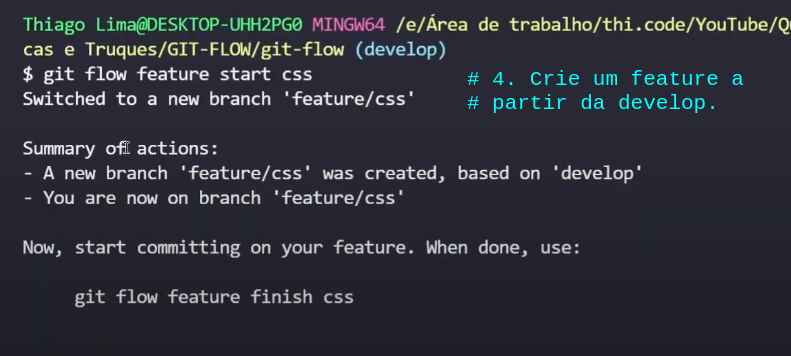 Thiago Lima@DESKTOP-UHH2PG0 MINGW64 /e/Área de trabalho/thi.code/YouTube/
cas e Truques/GIT-FLOW/git-flow (develop)
$ git flow feature start css
# 4. Crie um feature a
Switched to a new branch 'feature/css'
# partir da develop.
Summary of actions:
- A new branch 'feature/css' was created, based on 'develop'
- You are now on branch 'feature/css'
Now, start committing on your feature. When done, use:
git flow feature finish css